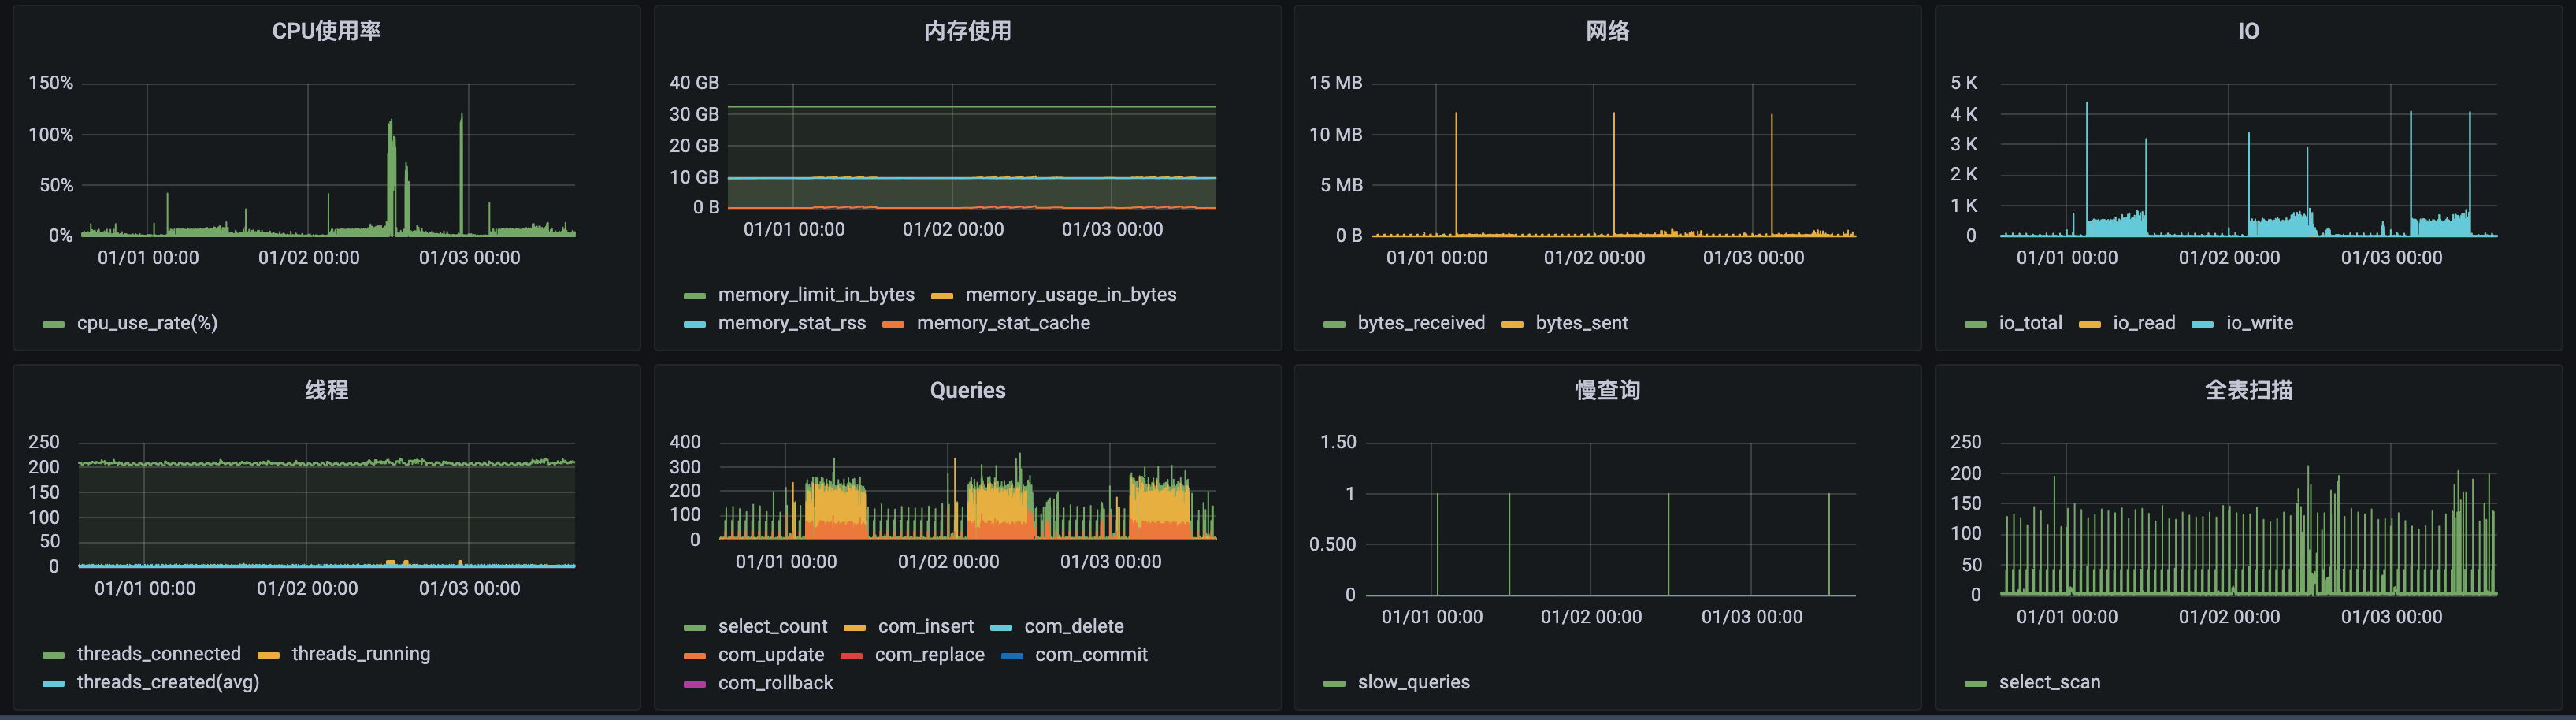 CPU使用率
150%
100%
50%
0%
01/01 00:00 01/02 00:00 01/03 00:00
cpu_use_rate(%)
内存使用
40 GB
30 GB
20 GB
10 GB
0 B
01/01 00:00 01/02 00:00 01/03 00:00
memory_limit_in_bytes memory_usage_in_bytes
memory_stat_rss memory_stat_cache
网络
15 MB
10 MB
5 MB
0 B
01/01 00:00 01/02 00:00 01/03 00:00
bytes_received bytes_sent
IO
5 K
4 K
3 K
2 K
1 K
0
01/01 00:00 01/02 00:00 01/03 00:00
io_total io_read io_write
线程
250
200
150
100
50
0
01/01 00:00 01/02 00:00 01/03 00:00
threads_connected threads_running
threads_created(avg)
Queries
400
300
200
100
0
01/01 00:00 01/02 00:00 01/03 00:00
select_count com_insert com_delete
com_update com_replace com_commit
com_rollback
慢查询
1.50
1
0.500
0
01/01 00:00 01/02 00:00 01/03 00:00
slow_queries
全表扫描
250
200
150
100
50
0
01/01 00:00 01/02 00:00 01/03 00:00
select_scan